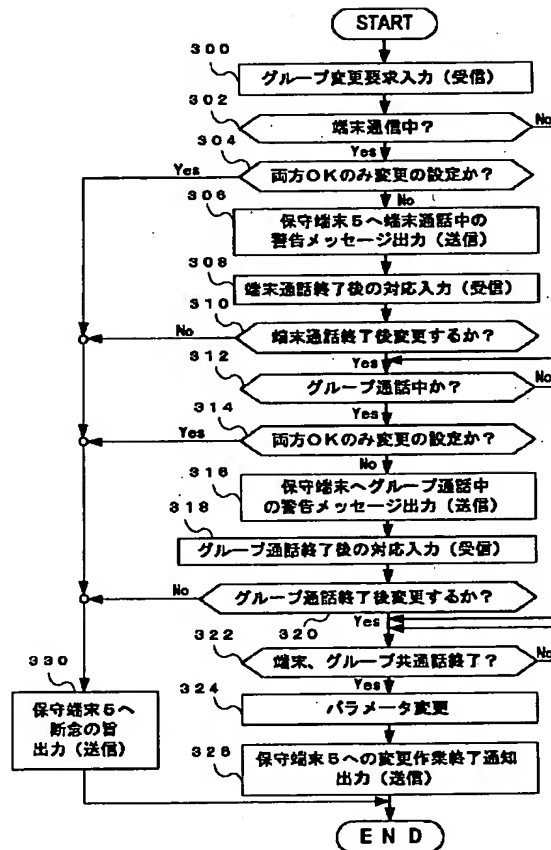 START
300
グループ変更要求入力(受信)
302
端末通信中?
No
304
Yes
Yes
両方OKのみ変更の設定か?
306
No
保守端末5へ端末通話中の
警告メッセージ出力(送信)
308
端末通話終了後の対応入力(受信)
310
No
端末通話終了後変更するか?
312
Yes
グループ通話中か?
No
314
Yes
Yes
両方OKのみ変更の設定か?
316
No
保守端末へグループ通話中
の警告メッセージ出力(送信)
318
グループ通話終了後の対応入力(受信)
No
グループ通話終了後変更するか?
320
Yes
322
端末、グループ共通話終了?
No
330
324
Yes
保守端末5へ
断念の旨
出力(送信)
パラメータ変更
326
保守端末5への変更作業終了通知
出力(送信)
END